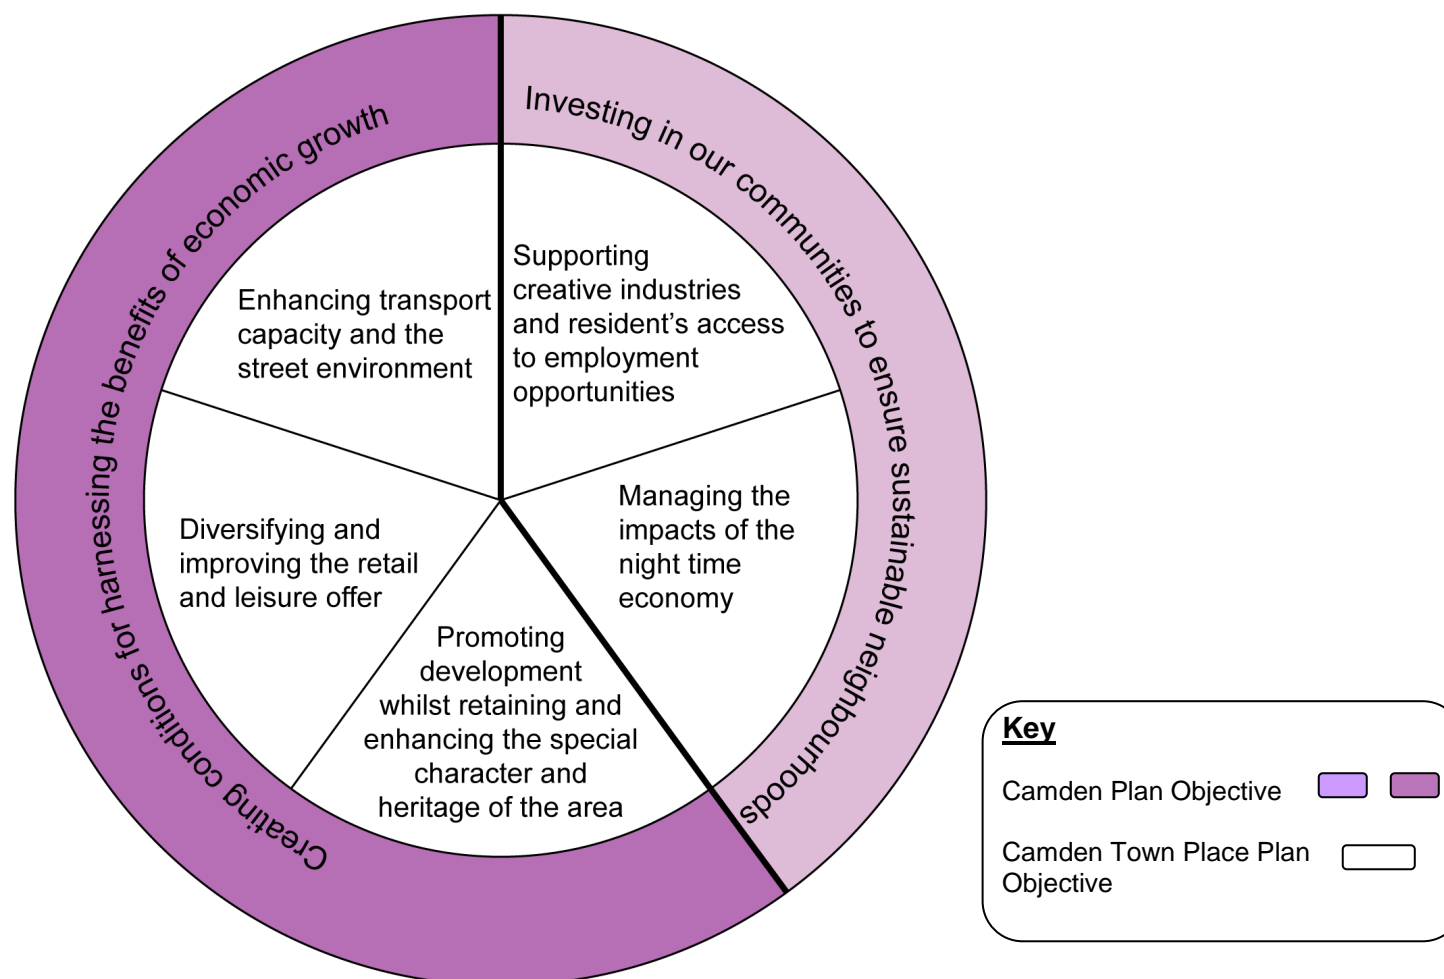 Creating conditions for harnessing the benefits of economic growth
Investing in our communities to ensure sustainable neighbourhoods
Enhancing transport
capacity and the
street environment
Supporting
creative industries
and resident’s access
to employment
opportunities
Diversifying and
improving the retail
and leisure offer
Managing the
impacts of the
night time
economy
Promoting
development
whilst retaining and
enhancing the special
character and
heritage of the area
Key
Camden Plan Objective
Camden Town Place Plan
Objective